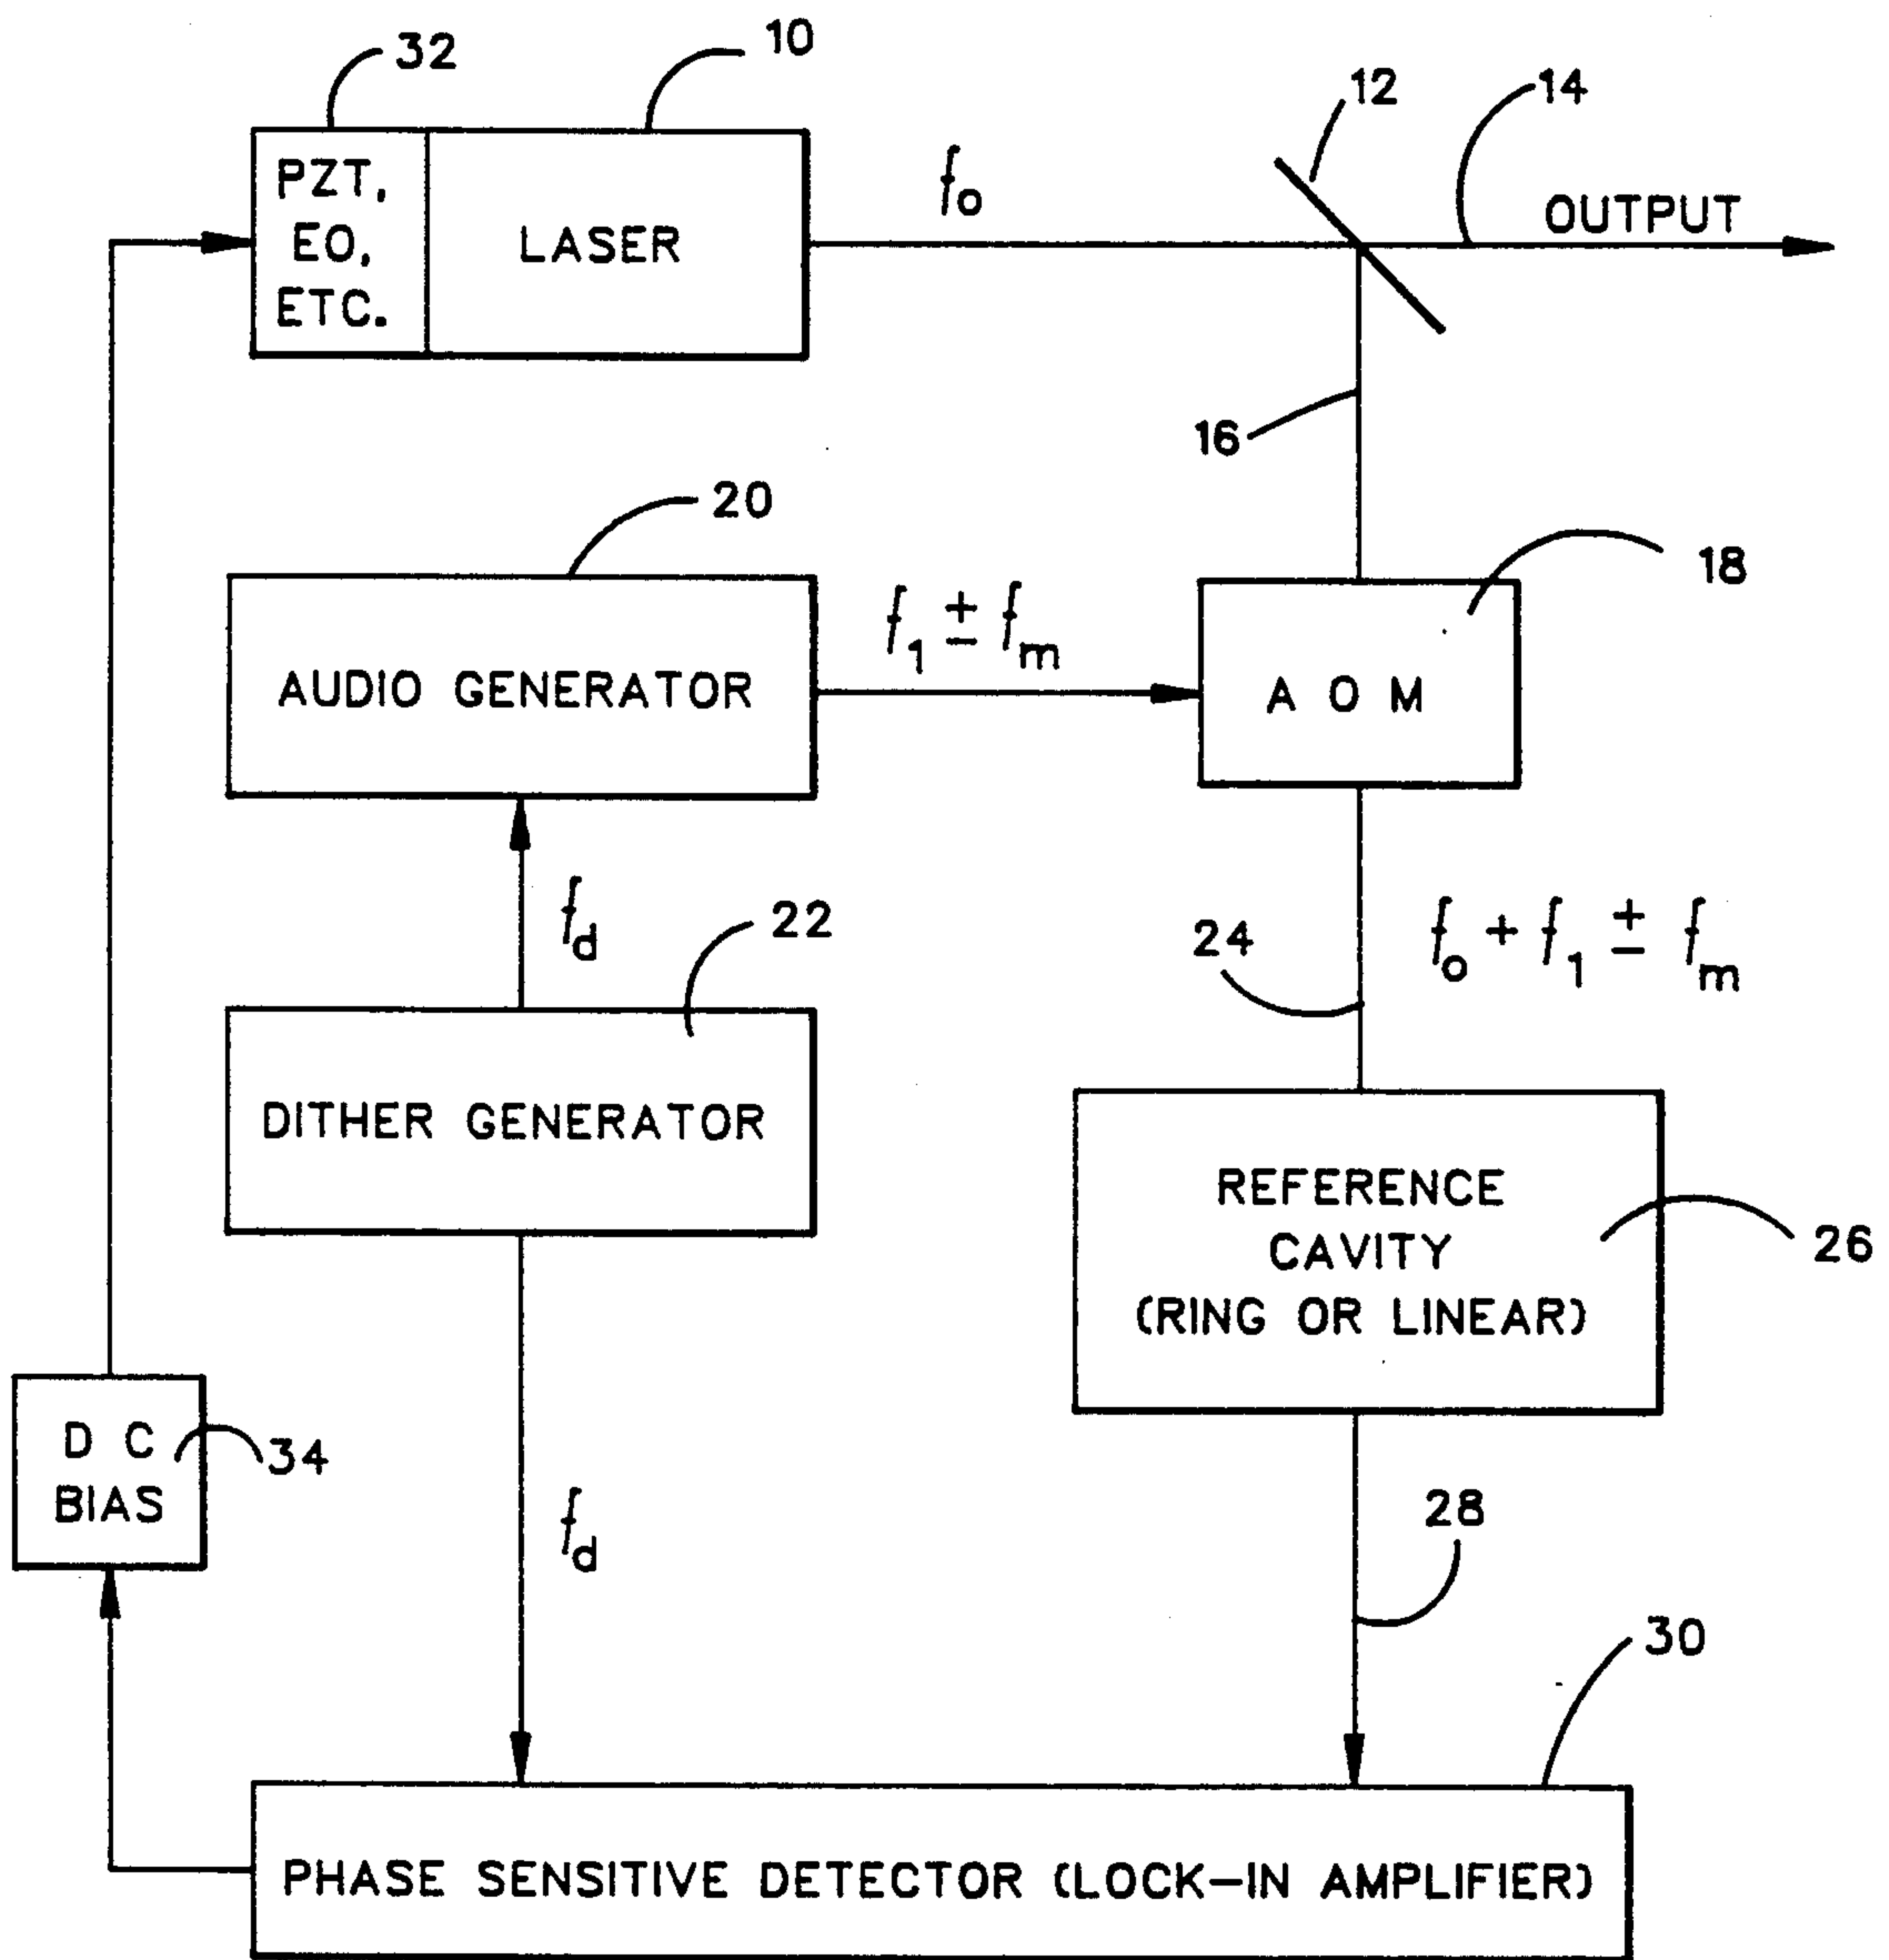 32
10
12
14
PZT,
EO,
ETC.
LASER
f₀
OUTPUT
16
20
18
AUDIO GENERATOR
f₁ ± fₘ
A O M
f_d
22
24
f₀ + f₁ ± fₘ
DITHER GENERATOR
REFERENCE
CAVITY
(RING OR LINEAR)
26
D C
BIAS
34
f_d
28
30
PHASE SENSITIVE DETECTOR (LOCK-IN AMPLIFIER)